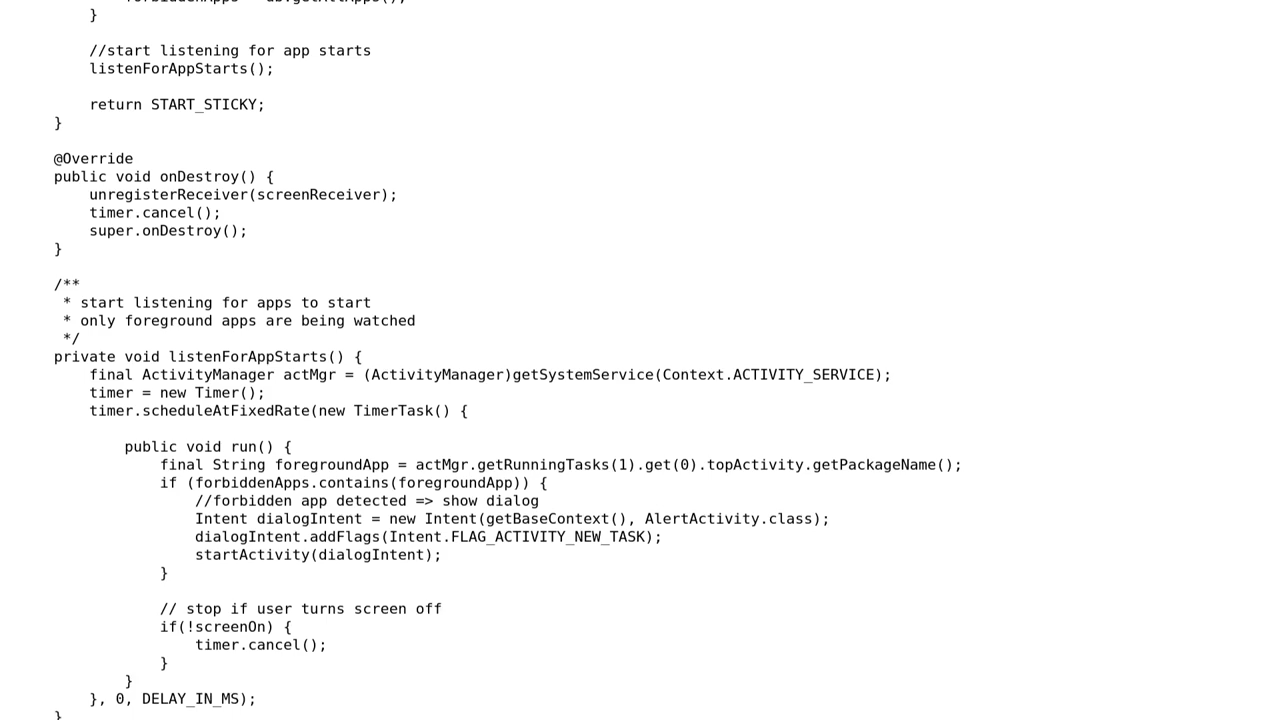 }
//start listening for app starts
listenForAppStarts();
return START_STICKY;
}
@Override
public void onDestroy() {
unregisterReceiver(screenReceiver);
timer.cancel();
super.onDestroy();
}
/**
* start listening for apps to start
* only foreground apps are being watched
*/
private void listenForAppStarts() {
final ActivityManager actMgr = (ActivityManager)getSystemService(Context.ACTIVITY_SERVICE);
timer = new Timer();
timer.scheduleAtFixedRate(new TimerTask() {
public void run() {
final String foregroundApp = actMgr.getRunningTasks(1).get(0).topActivity.getPackageName();
if (forbiddenApps.contains(foregroundApp)) {
//forbidden app detected => show dialog
Intent dialogIntent = new Intent(getBaseContext(), AlertActivity.class);
dialogIntent.addFlags(Intent.FLAG_ACTIVITY_NEW_TASK);
startActivity(dialogIntent);
}
// stop if user turns screen off
if(!screenOn) {
timer.cancel();
}
}
}, 0, DELAY_IN_MS);
}